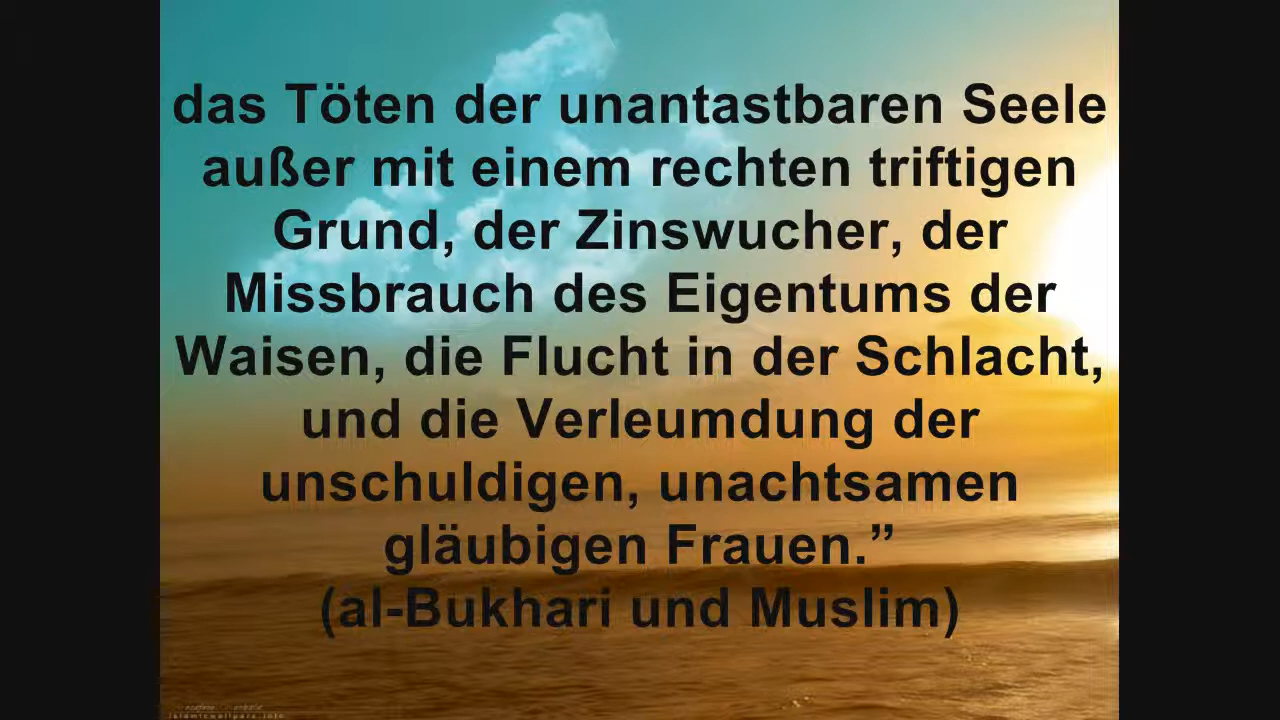 das Töten der unantastbaren Seele
außer mit einem rechten triftigen
Grund, der Zinswucher, der
Missbrauch des Eigentums der
Waisen, die Flucht in der Schlacht,
und die Verleumdung der
unschuldigen, unachtsamen
gläubigen Frauen.”
(al-Bukhari und Muslim)